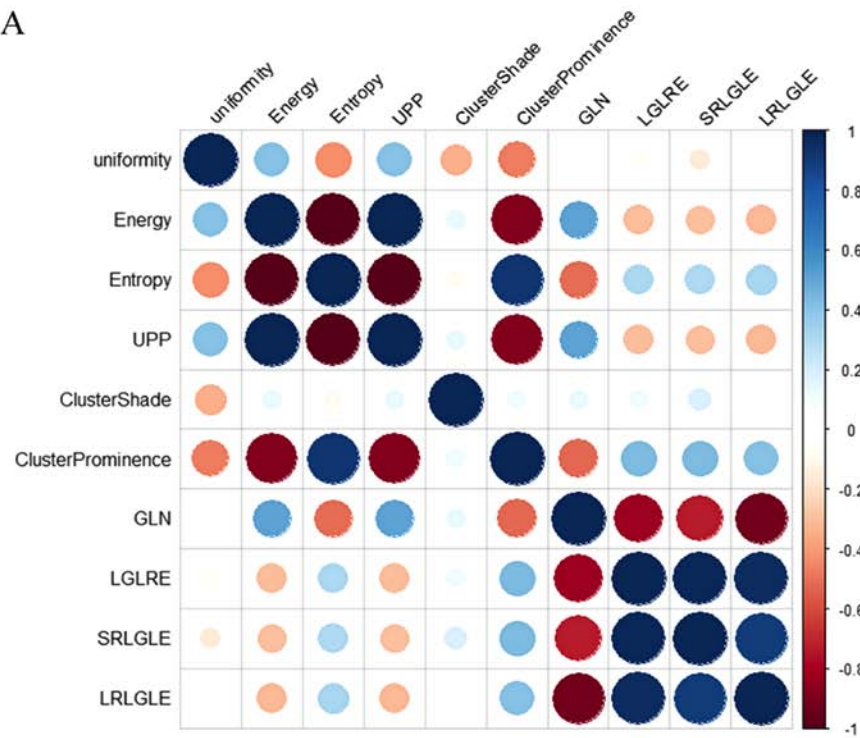 A
uniformity
Energy
Entropy
UPP
ClusterShade
ClusterProminence
GLN
LGLRE
SRLGLE
LRLGLE
uniformity
Energy
Entropy
UPP
ClusterShade
ClusterProminence
GLN
LGLRE
SRLGLE
LRLGLE
1
0.8
0.6
0.4
0.2
0
-0.2
-0.4
-0.6
-0.8
-1